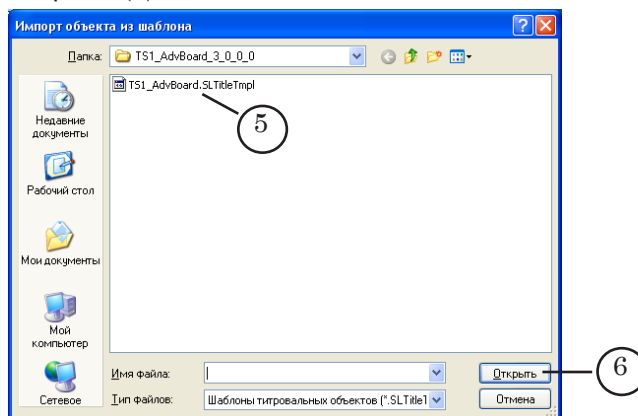 Импорт объекта из шаблона
Папка: TS1_AdvBoard_3_0_0_0
TS1_AdvBoard.SLTitleTmpl
5
Недавние
документы
Рабочий стол
Мои документы
Мой
компьютер
Сетевое
Имя файла:
Открыть
6
Тип файлов: Шаблоны титровальных объектов (*.SLTitleT
Отмена